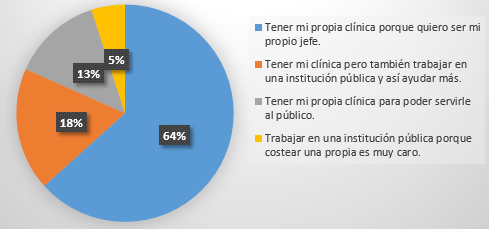 5%
13%
18%
64%
Tener mi propia clínica porque quiero ser mi
propio jefe.
Tener mi clínica pero también trabajar en
una institución pública y así ayudar más.
Tener mi propia clínica para poder servirle
al público.
Trabajar en una institución pública porque
costear una propia es muy caro.